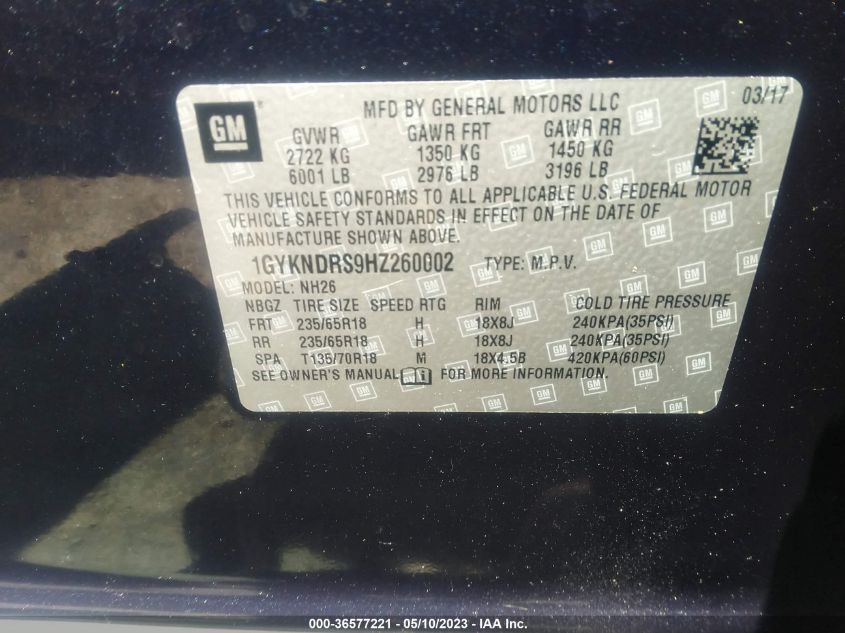 GM
MFD BY GENERAL MOTORS LLC
03/17
GVWR GAWR FRT GAWR RR
2722 KG 1350 KG 1450 KG
6001 LB 2976 LB 3196 LB
THIS VEHICLE CONFORMS TO ALL APPLICABLE U.S. FEDERAL MOTOR
VEHICLE SAFETY STANDARDS IN EFFECT ON THE DATE OF
MANUFACTURE SHOWN ABOVE.
1GYKNDRS9HZ260002 TYPE: M.P.V.
MODEL: NH26
NBGZ TIRE SIZE SPEED RTG RIM COLD TIRE PRESSURE
FRT 235/65R18 H 18X8J 240KPA(35PSI)
RR 235/65R18 H 18X8J 240KPA(35PSI)
SPA T135/70R18 M 18X4.5B 420KPA(60PSI)
SEE OWNER'S MANUAL FOR MORE INFORMATION.
000-36577221 - 05/10/2023 - IAA Inc.